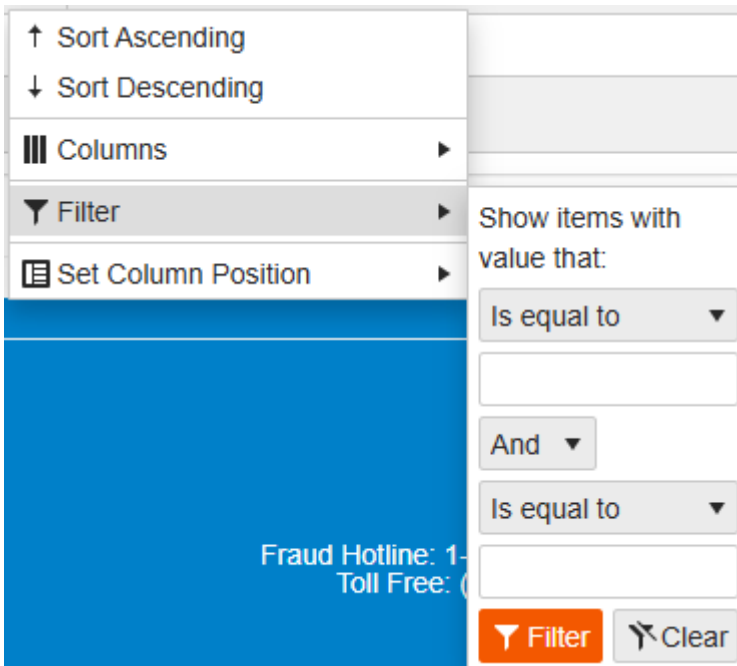 Sort Ascending
Sort Descending
Columns
Filter
Set Column Position
Show items with
value that:
Is equal to
And
Is equal to
Filter
Clear
Fraud Hotline: 1-
Toll Free: (